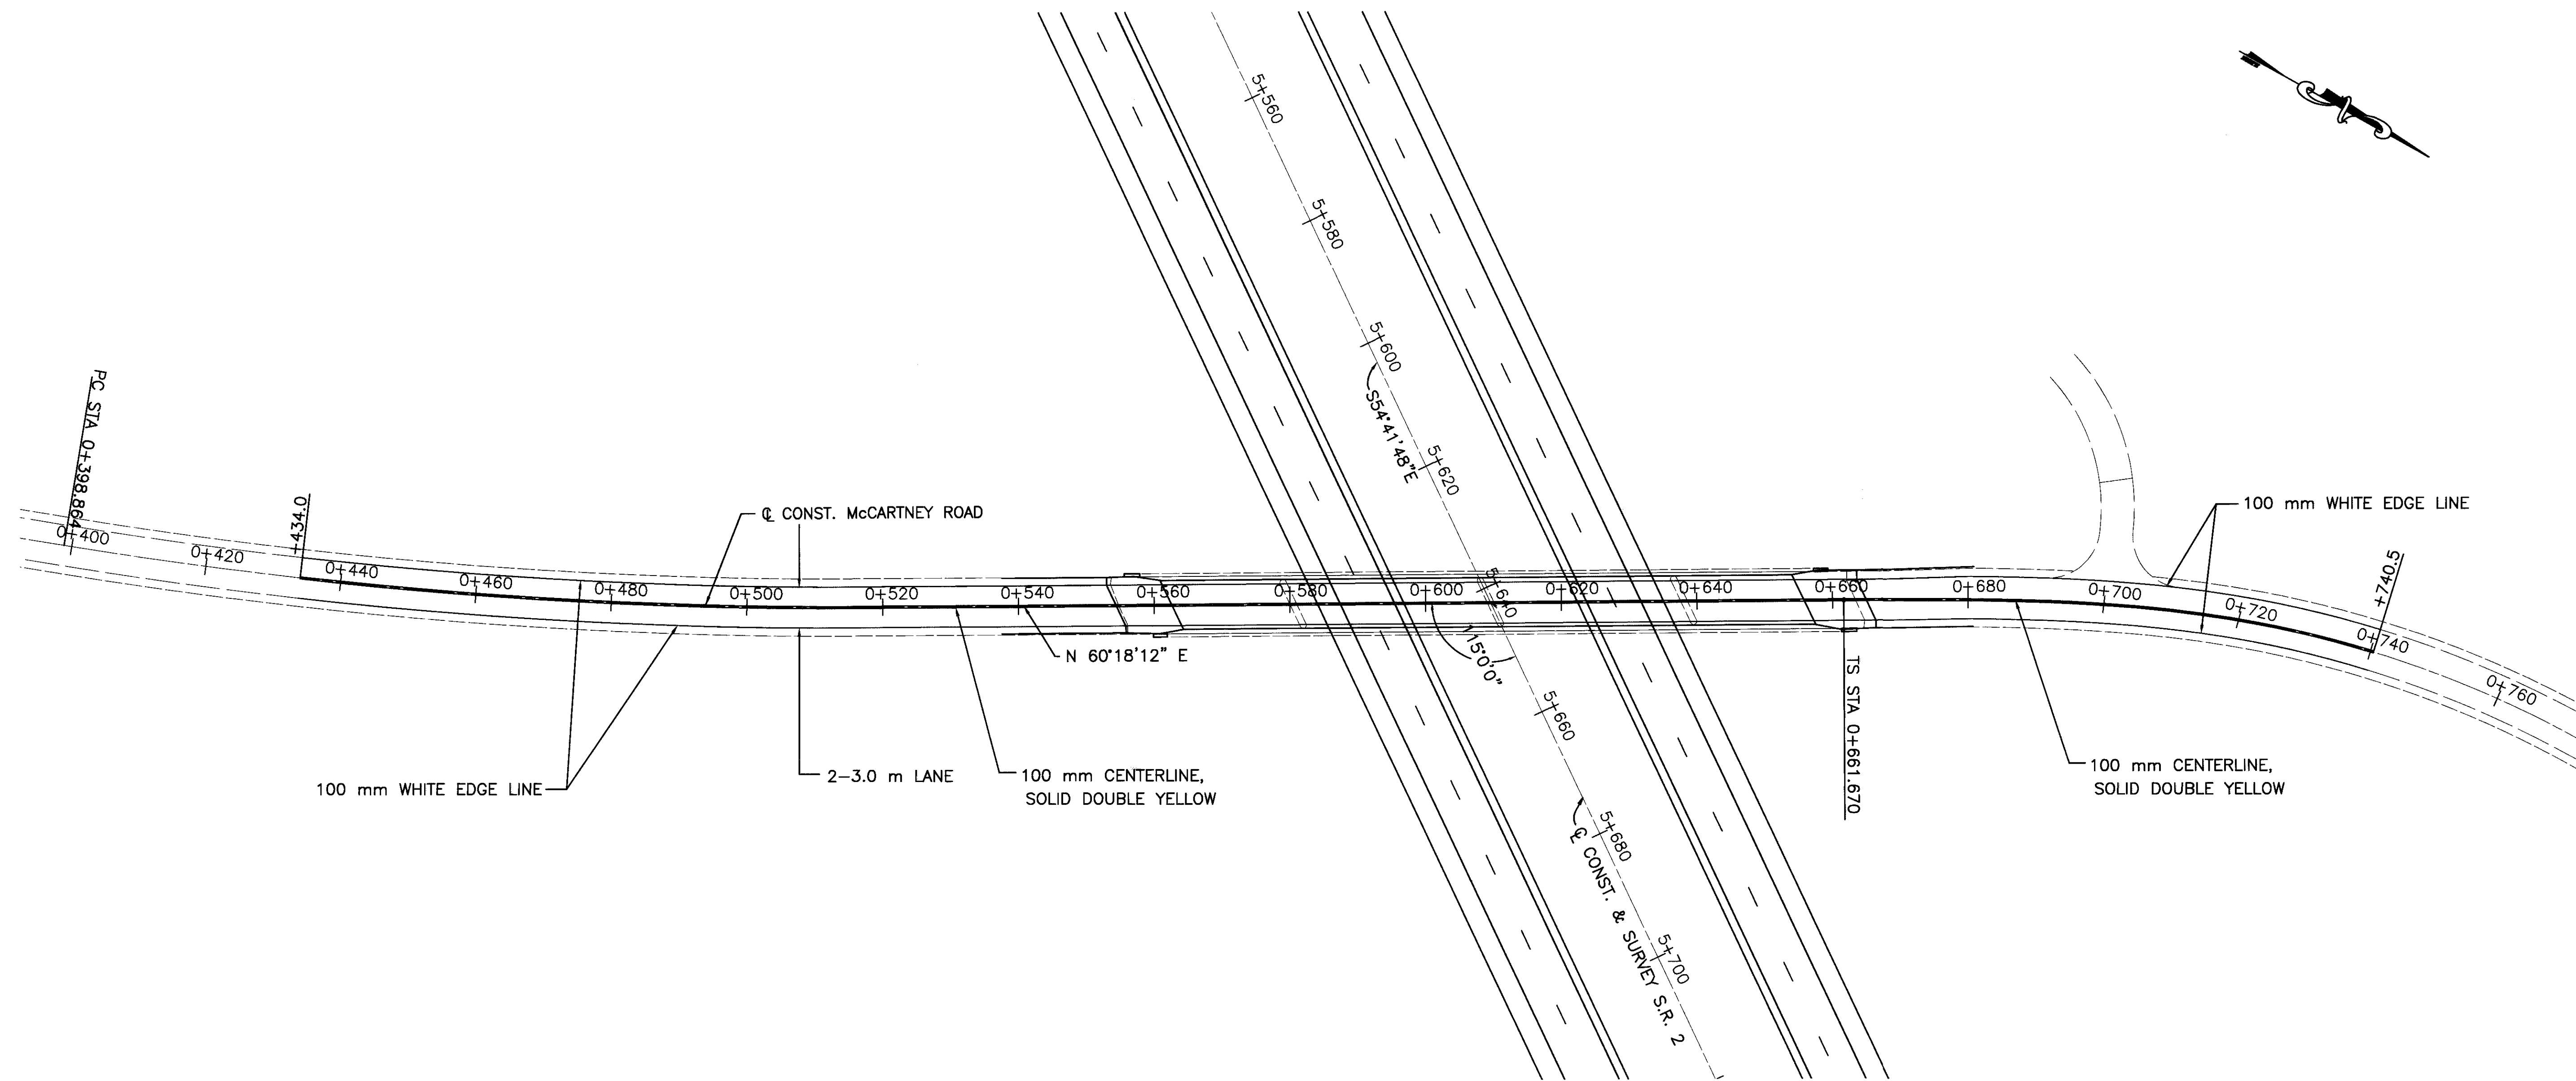 5+560
5+580
5+600
S54°41'48"E
5+620
5+640
5+660
5+680
5+700
℄ CONST. & SURVEY S.R. 2
PC STA 0+398.864
+434.0
℄ CONST. McCARTNEY ROAD
100 mm WHITE EDGE LINE
+740.5
0+400
0+420
0+440
0+460
0+480
0+500
0+520
0+540
0+560
0+580
0+600
0+620
0+640
0+660
0+680
0+700
0+720
0+740
0+760
N 60°18'12" E
115°0'0"
TS STA 0+661.670
100 mm WHITE EDGE LINE
2-3.0 m LANE
100 mm CENTERLINE,
SOLID DOUBLE YELLOW
100 mm CENTERLINE,
SOLID DOUBLE YELLOW